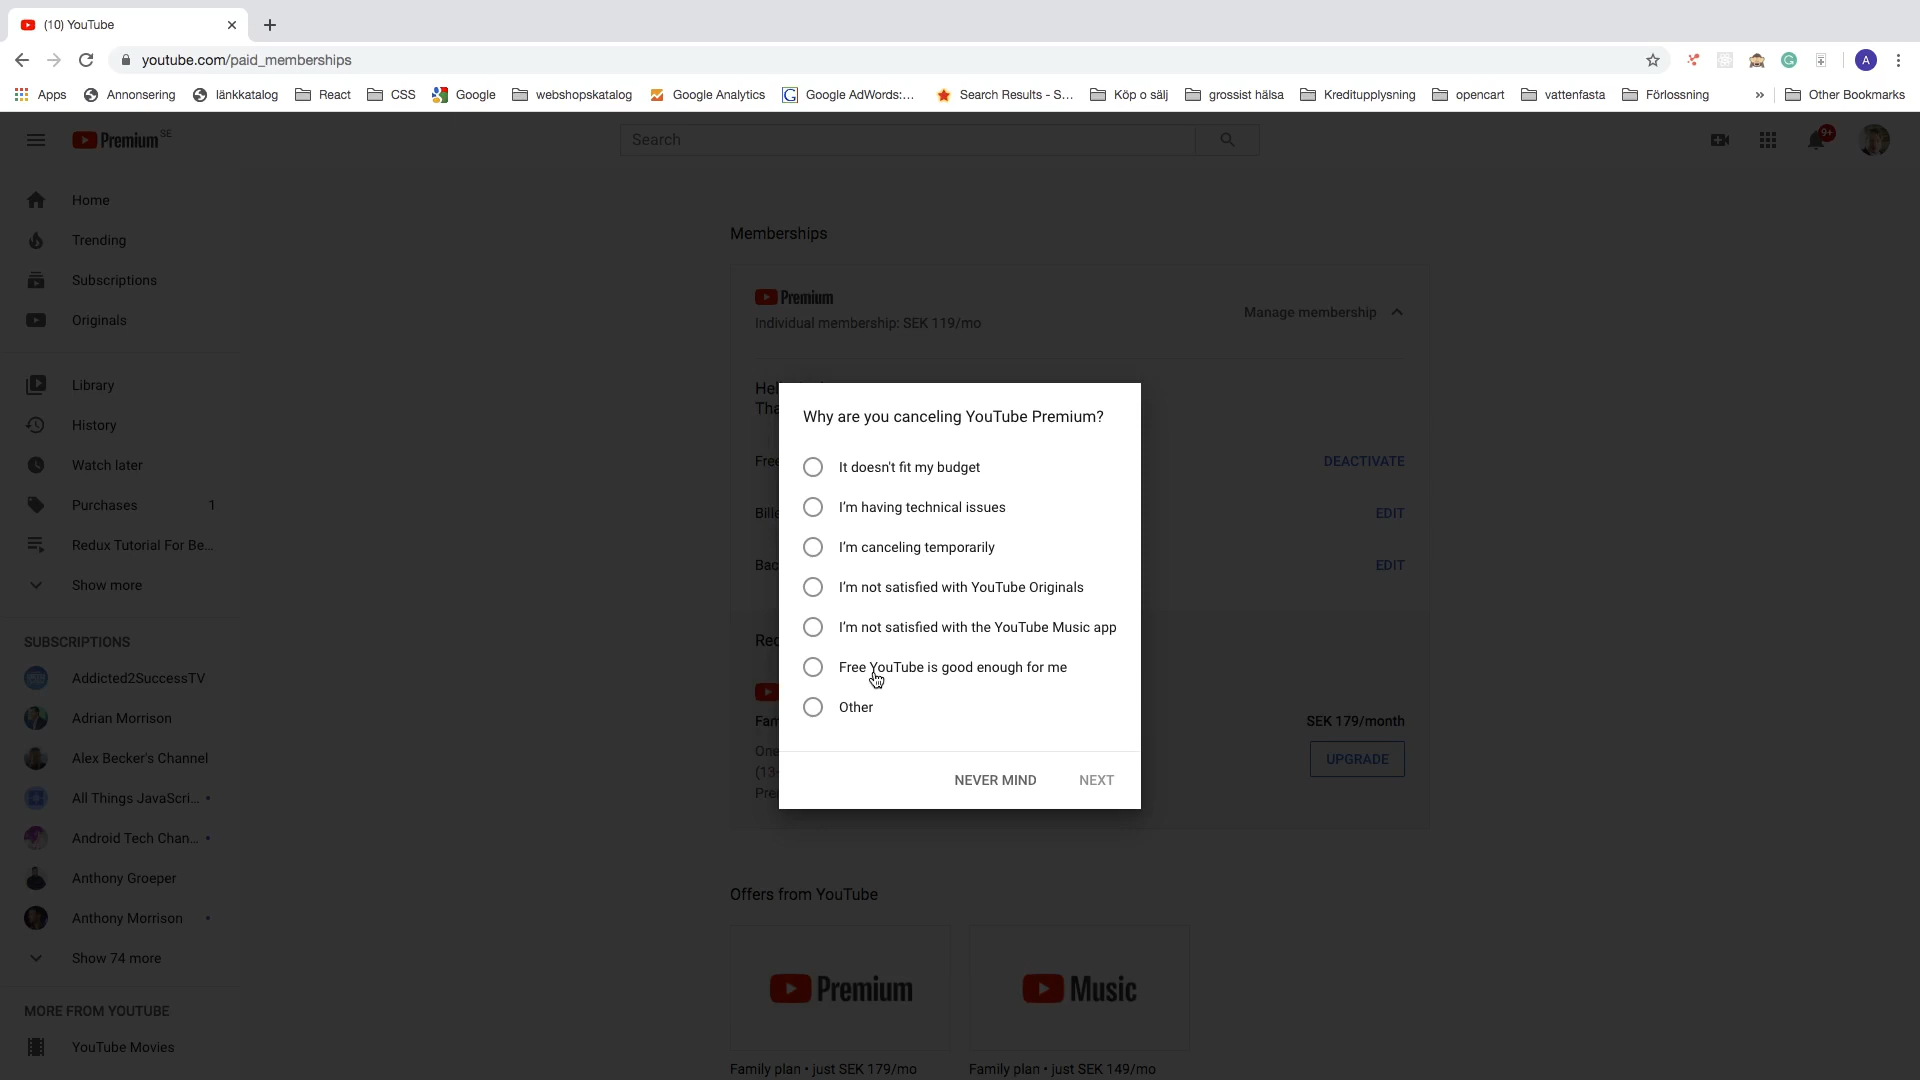 (10) YouTube
youtube.com/paid_memberships
A
Apps
Annonsering
länkkatalog
React
CSS
Google
webshopskatalog
Google Analytics
Google AdWords:...
Search Results - S...
Köp o sälj
grossist hälsa
Kreditupplysning
opencart
vattenfasta
Förlossning
»
Other Bookmarks
Premium SE
Search
9+
Home
Trending
Subscriptions
Originals
Library
History
Watch later
Purchases 1
Redux Tutorial For Be...
Show more
SUBSCRIPTIONS
Addicted2SuccessTV
Adrian Morrison
Alex Becker's Channel
All Things JavaScri... •
Android Tech Chan... •
Anthony Groeper
Anthony Morrison •
Show 74 more
MORE FROM YOUTUBE
YouTube Movies
Memberships
Premium
Individual membership: SEK 119/mo
Manage membership
DEACTIVATE
EDIT
EDIT
Why are you canceling YouTube Premium?
It doesn't fit my budget
I'm having technical issues
I'm canceling temporarily
I'm not satisfied with YouTube Originals
I'm not satisfied with the YouTube Music app
Free YouTube is good enough for me
Other
NEVER MIND
NEXT
SEK 179/month
UPGRADE
Offers from YouTube
Premium
Music
Family plan • just SEK 179/mo
Family plan • just SEK 149/mo